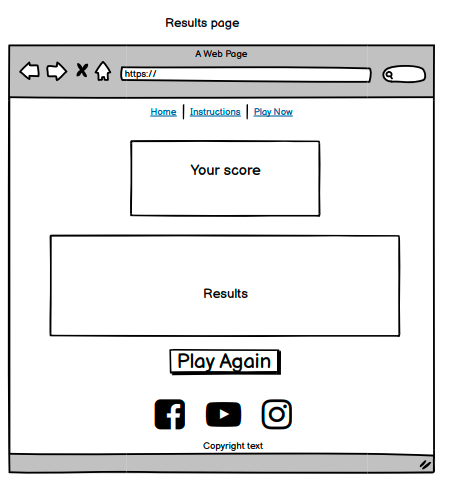 Results page
A Web Page
https://
Home | Instructions | Play Now
Your score
Results
Play Again
Copyright text